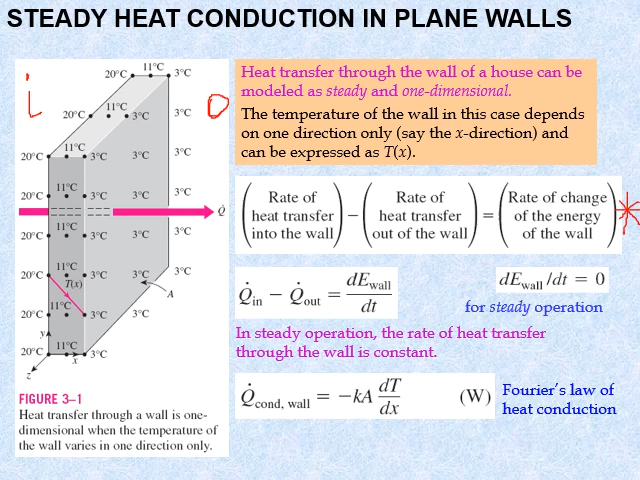 STEADY HEAT CONDUCTION IN PLANE WALLS
20°C 11°C 3°C
20°C 11°C 3°C 3°C
20°C 11°C 3°C 3°C 3°C
20°C 11°C 3°C 3°C 3°C
Q̇
20°C 11°C 3°C 3°C 3°C
20°C 11°C 3°C 3°C 3°C
T(x)
A
20°C 11°C 3°C 3°C
y
20°C 11°C 3°C
x
z
i
O
FIGURE 3–1
Heat transfer through a wall is one-
dimensional when the temperature of
the wall varies in one direction only.
Heat transfer through the wall of a house can be
modeled as steady and one-dimensional.
The temperature of the wall in this case depends
on one direction only (say the x-direction) and
can be expressed as T(x).
(Rate of heat transfer into the wall) − (Rate of heat transfer out of the wall) = (Rate of change of the energy of the wall) *
Q̇in − Q̇out = dEwall / dt
dEwall /dt = 0
for steady operation
In steady operation, the rate of heat transfer
through the wall is constant.
Q̇cond, wall = −kA dT/dx (W)
Fourier's law of
heat conduction